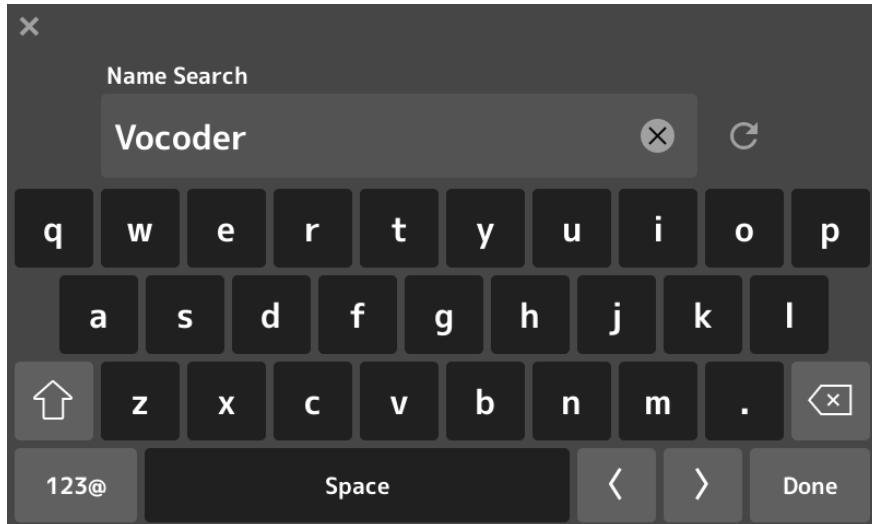 Name Search
Vocoder
q w e r t y u i o p
a s d f g h j k l
z x c v b n m .
123@ Space Done